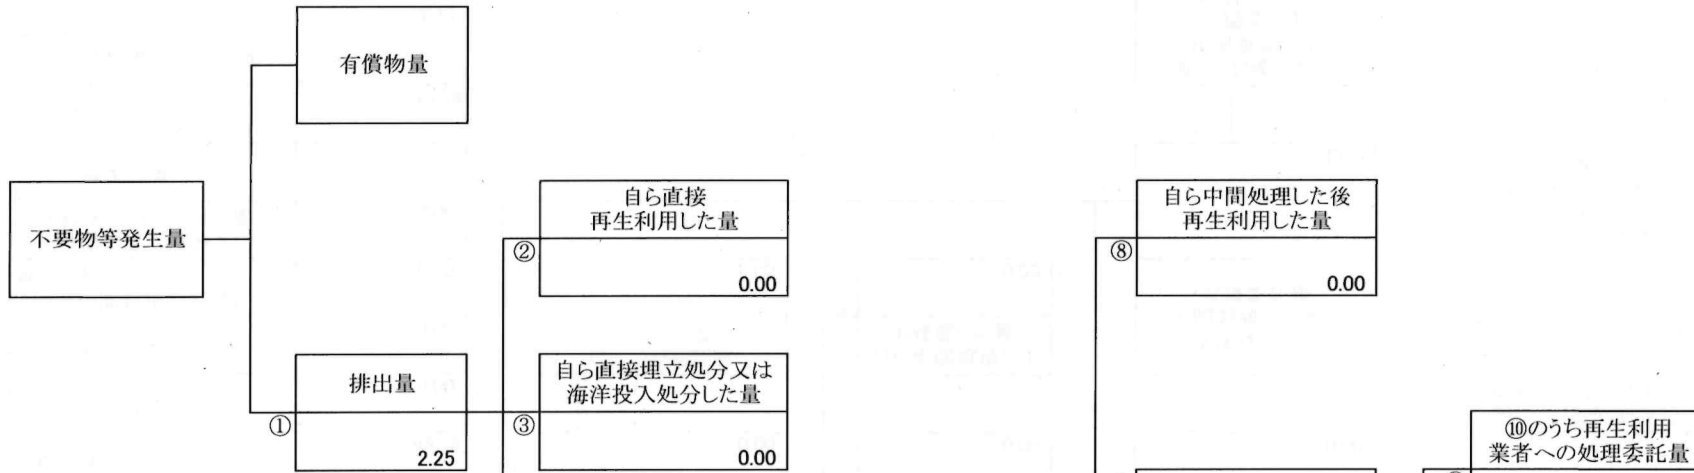 有償物量
不要物等発生量
自ら直接
再生利用した量
②
0.00
自ら中間処理した後
再生利用した量
⑧
0.00
排出量
①
2.25
自ら直接埋立処分又は
海洋投入処分した量
③
0.00
⑩のうち再生利用
業者への処理委託量